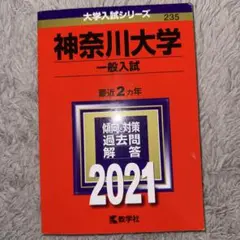 大学入試シリーズ
235
神奈川大学
一般入試
最近2カ年
傾向と対策
過去問
解答
2021
教学社